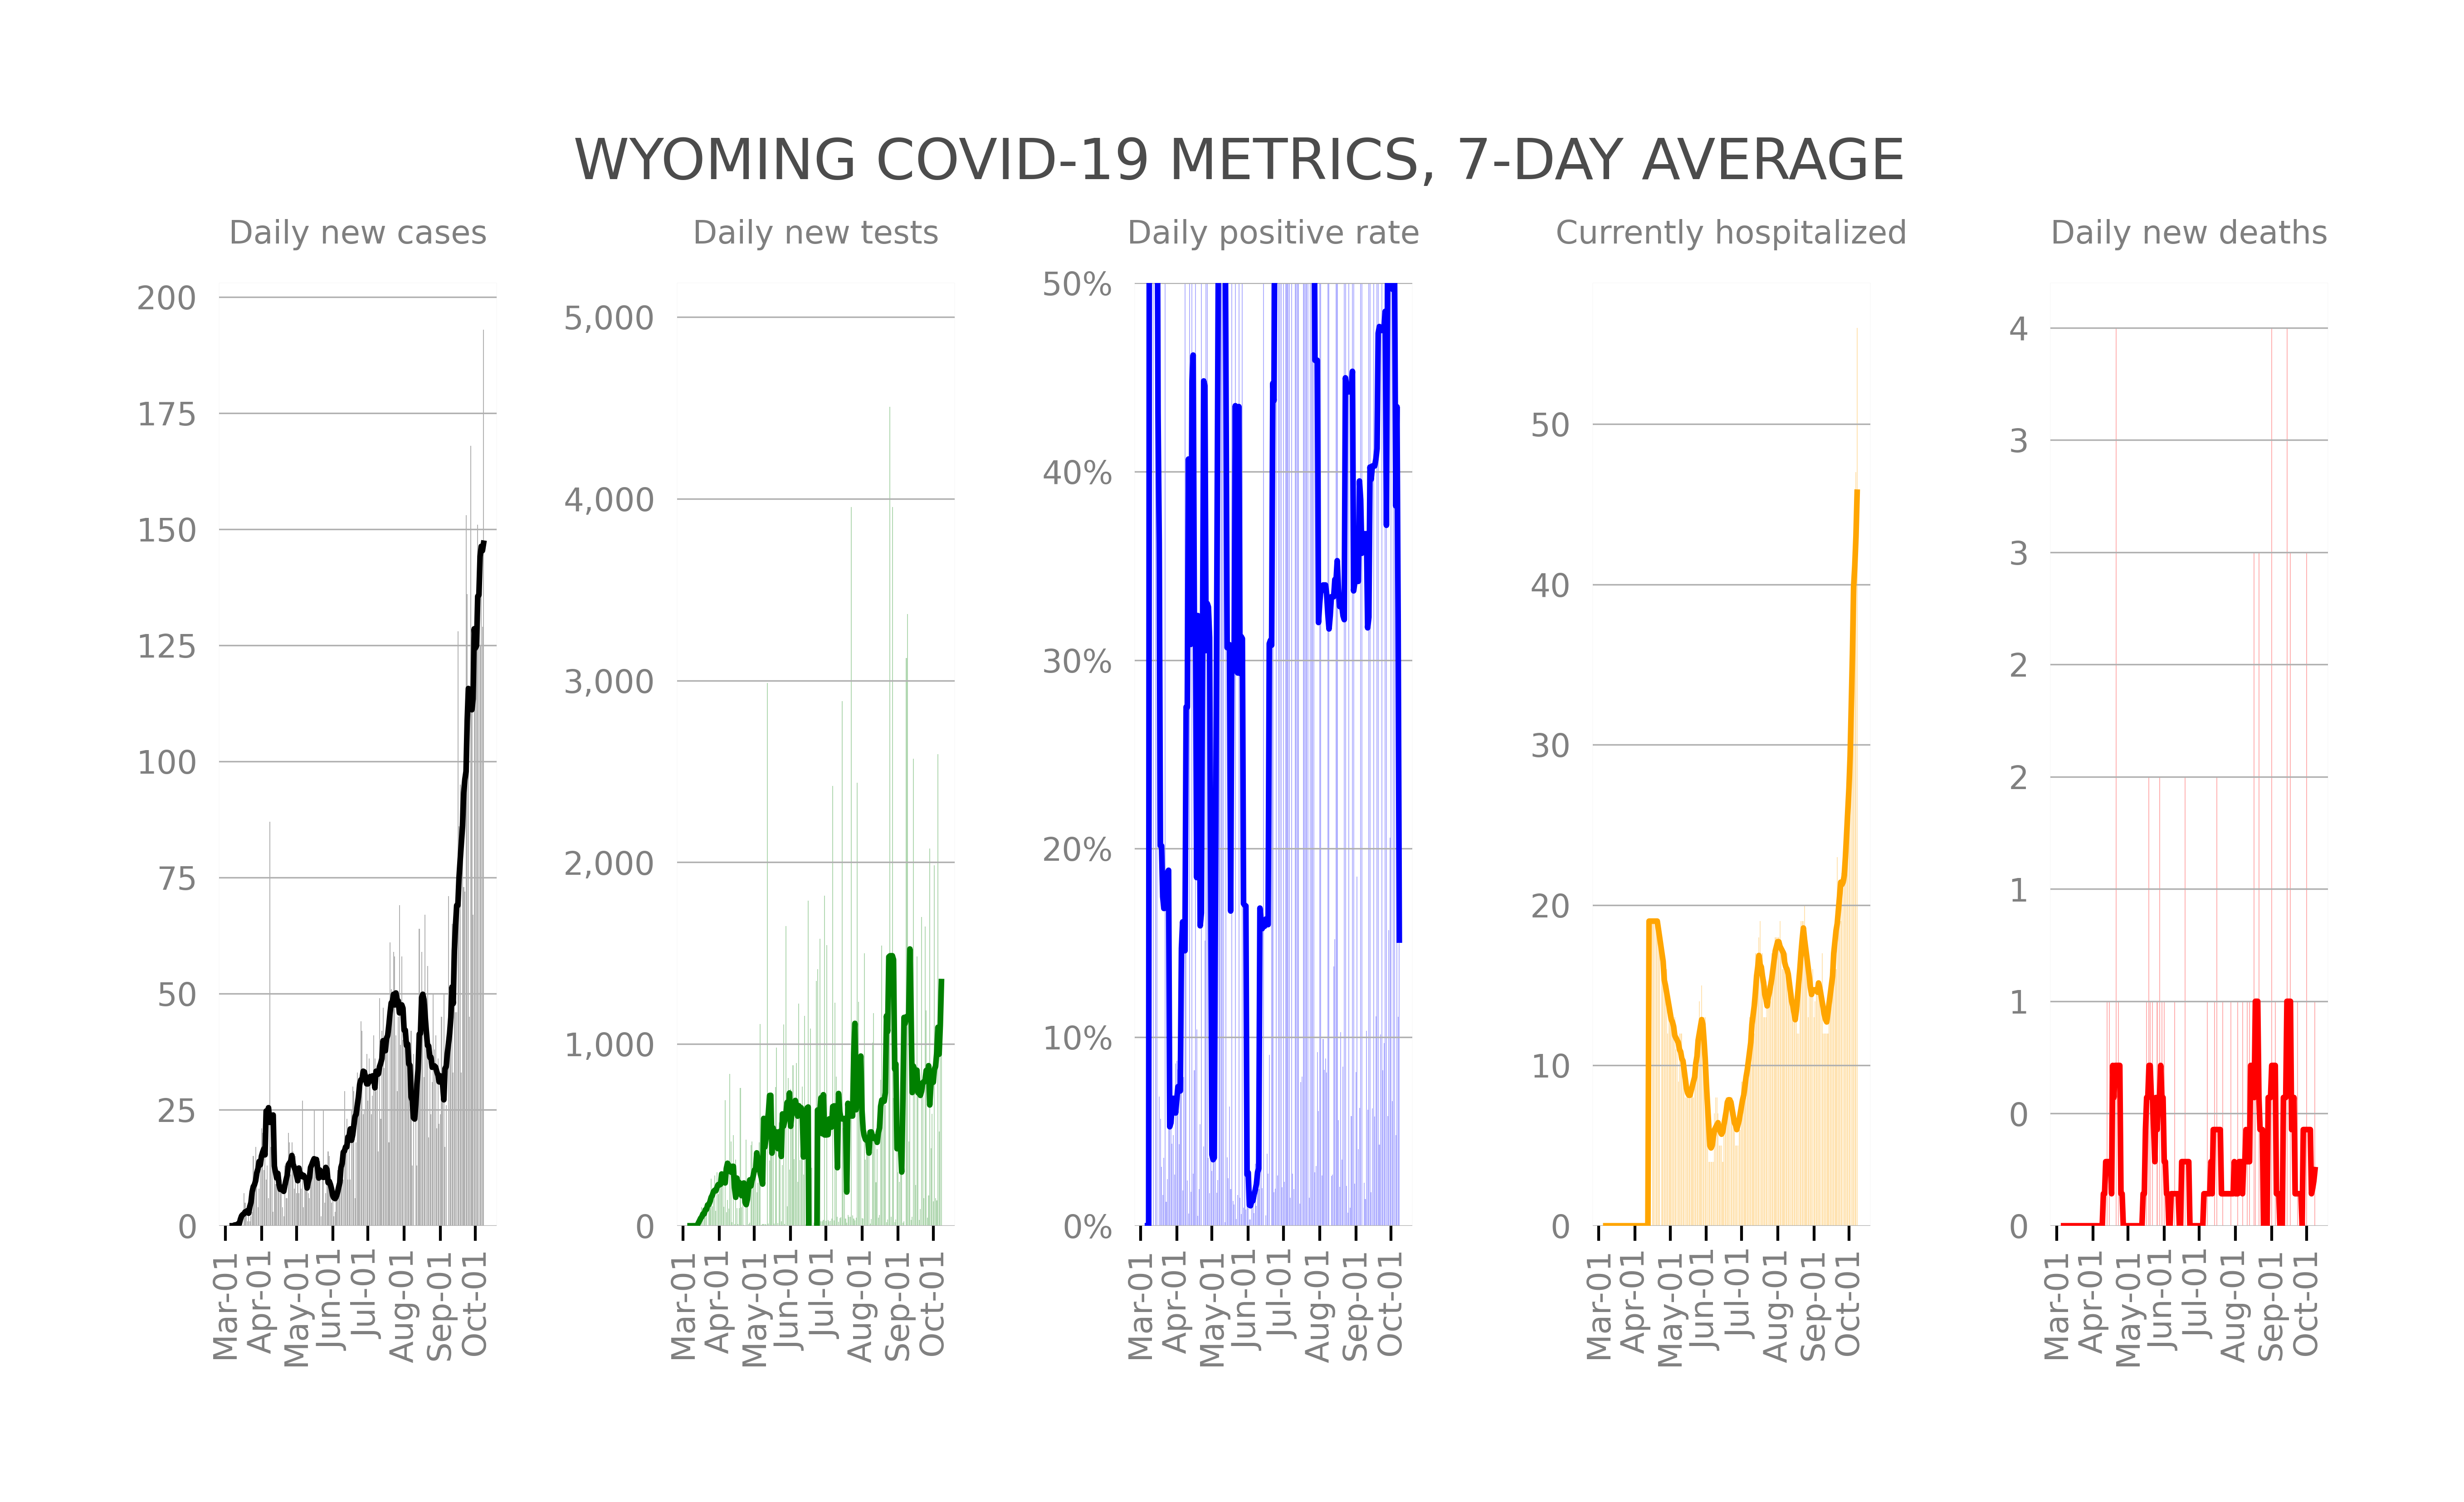 WYOMING COVID-19 METRICS, 7-DAY AVERAGE
Daily new cases
200
175
150
125
100
75
50
25
0
Mar-01
Apr-01
May-01
Jun-01
Jul-01
Aug-01
Sep-01
Oct-01
Daily new tests
5,000
4,000
3,000
2,000
1,000
0
Mar-01
Apr-01
May-01
Jun-01
Jul-01
Aug-01
Sep-01
Oct-01
Daily positive rate
50%
40%
30%
20%
10%
0%
Mar-01
Apr-01
May-01
Jun-01
Jul-01
Aug-01
Sep-01
Oct-01
Currently hospitalized
50
40
30
20
10
0
Mar-01
Apr-01
May-01
Jun-01
Jul-01
Aug-01
Sep-01
Oct-01
Daily new deaths
4
3
3
2
2
1
1
0
0
Mar-01
Apr-01
May-01
Jun-01
Jul-01
Aug-01
Sep-01
Oct-01